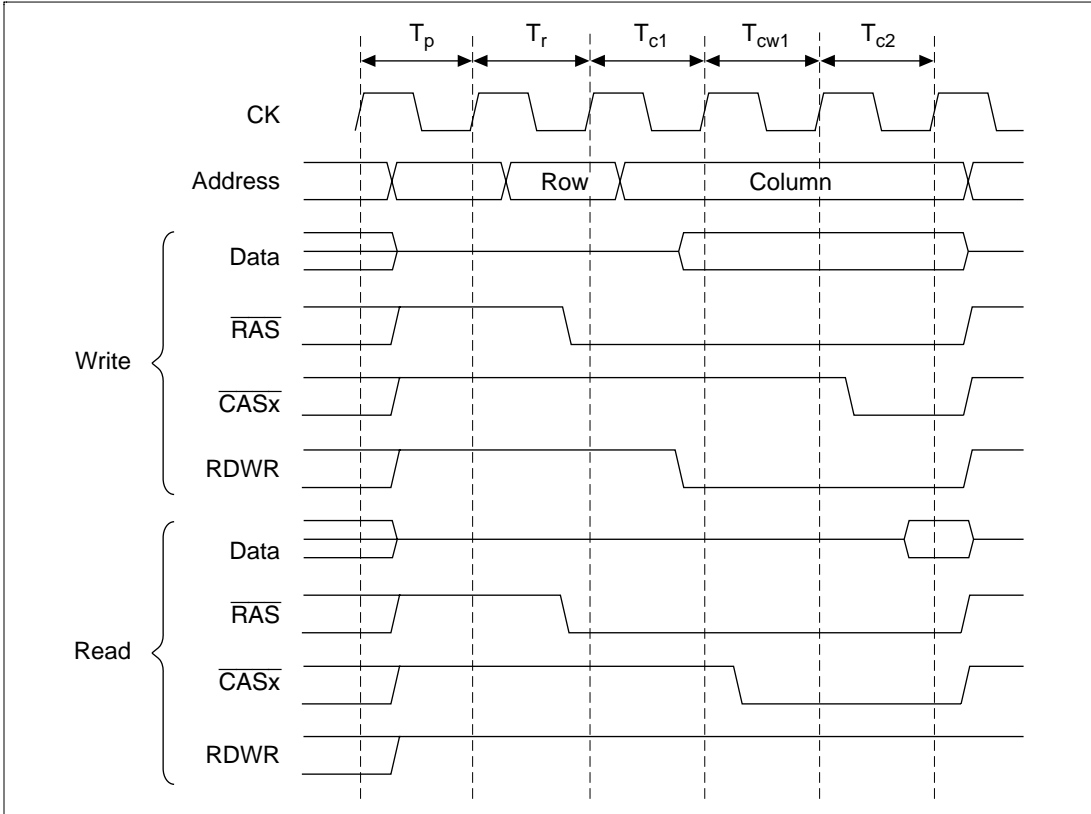 Tp Tr Tc1 Tcw1 Tc2
CK
Address Row Column
Data
RAS
Write
CASx
RDWR
Data
RAS
Read
CASx
RDWR